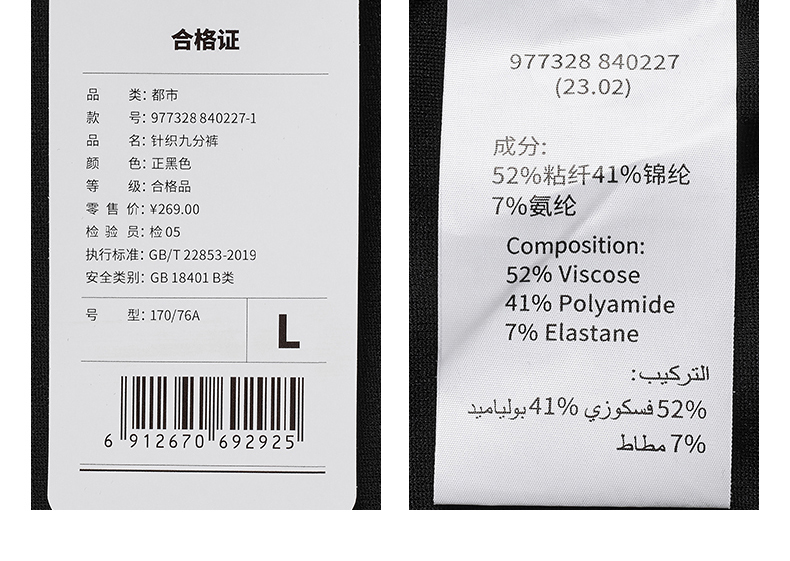 合格证
品 类: 都市
款 号: 977328 840227-1
品 名: 针织九分裤
颜 色: 正黑色
等 级: 合格品
零 售 价: ¥269.00
检 验 员: 检 05
执行标准: GB/T 22853-2019
安全类别: GB 18401 B类
号 型: 170/76A
L
6 912670 692925
977328 840227
(23.02)
成分:
52%粘纤41%锦纶
7%氨纶
Composition:
52% Viscose
41% Polyamide
7% Elastane
التركيب:
52% فسكوزي 41% بولياميد
7% مطاط